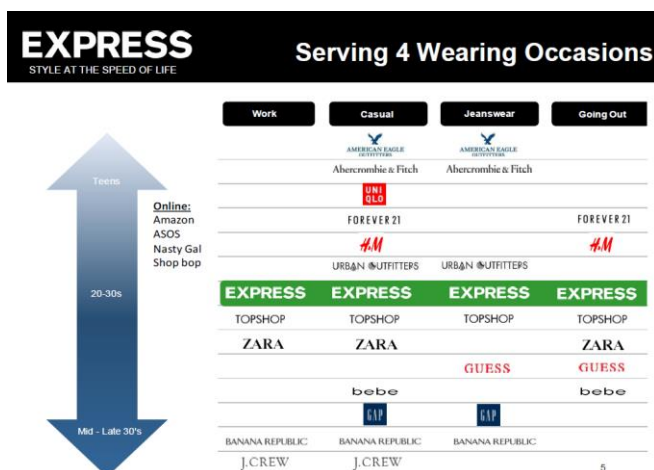 EXPRESS
STYLE AT THE SPEED OF LIFE
Serving 4 Wearing Occasions
Work Casual Jeanswear Going Out
AMERICAN EAGLE OUTFITTERS AMERICAN EAGLE OUTFITTERS
Abercrombie & Fitch Abercrombie & Fitch
Teens
UNI QLO
Online:
Amazon
ASOS
Nasty Gal
Shop bop
FOREVER 21 FOREVER 21
H&M H&M
URBAN OUTFITTERS URBAN OUTFITTERS
20-30s
EXPRESS EXPRESS EXPRESS EXPRESS
TOPSHOP TOPSHOP TOPSHOP
ZARA ZARA ZARA
GUESS GUESS
bebe bebe
GAP GAP
Mid - Late 30's
BANANA REPUBLIC BANANA REPUBLIC BANANA REPUBLIC
J.CREW J.CREW
5